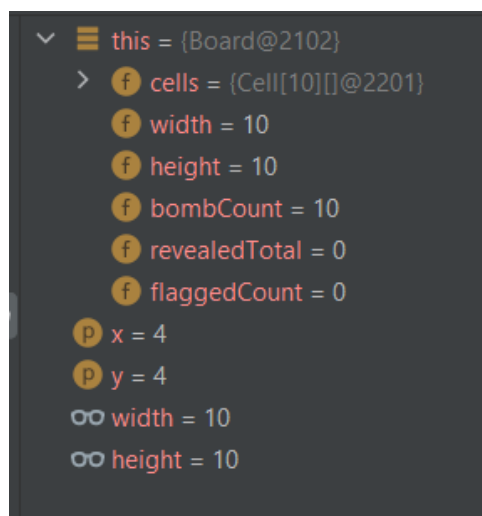 this = {Board@2102}
f cells = {Cell[10][]@2201}
f width = 10
f height = 10
f bombCount = 10
f revealedTotal = 0
f flaggedCount = 0
p x = 4
p y = 4
width = 10
height = 10